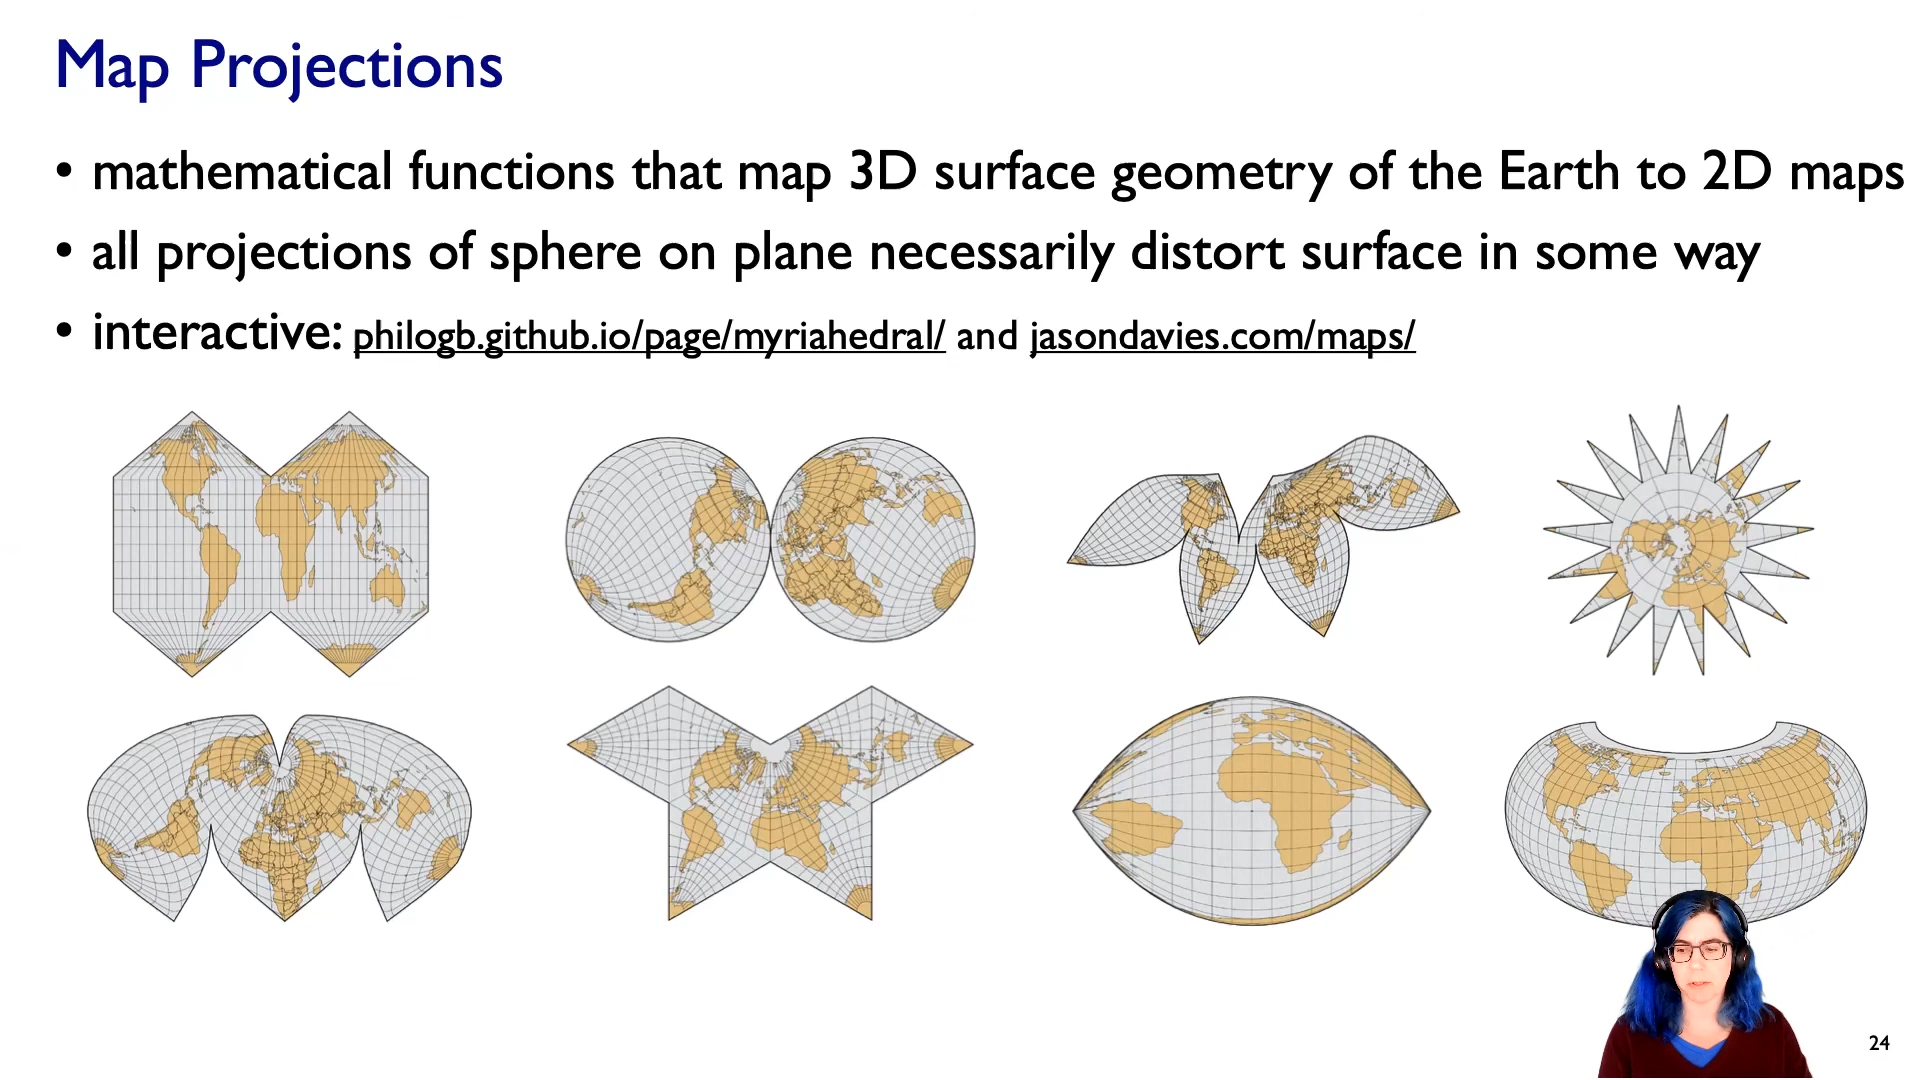 Map Projections
• mathematical functions that map 3D surface geometry of the Earth to 2D maps
• all projections of sphere on plane necessarily distort surface in some way
• interactive: philogb.github.io/page/myriahedral/ and jasondavies.com/maps/
24